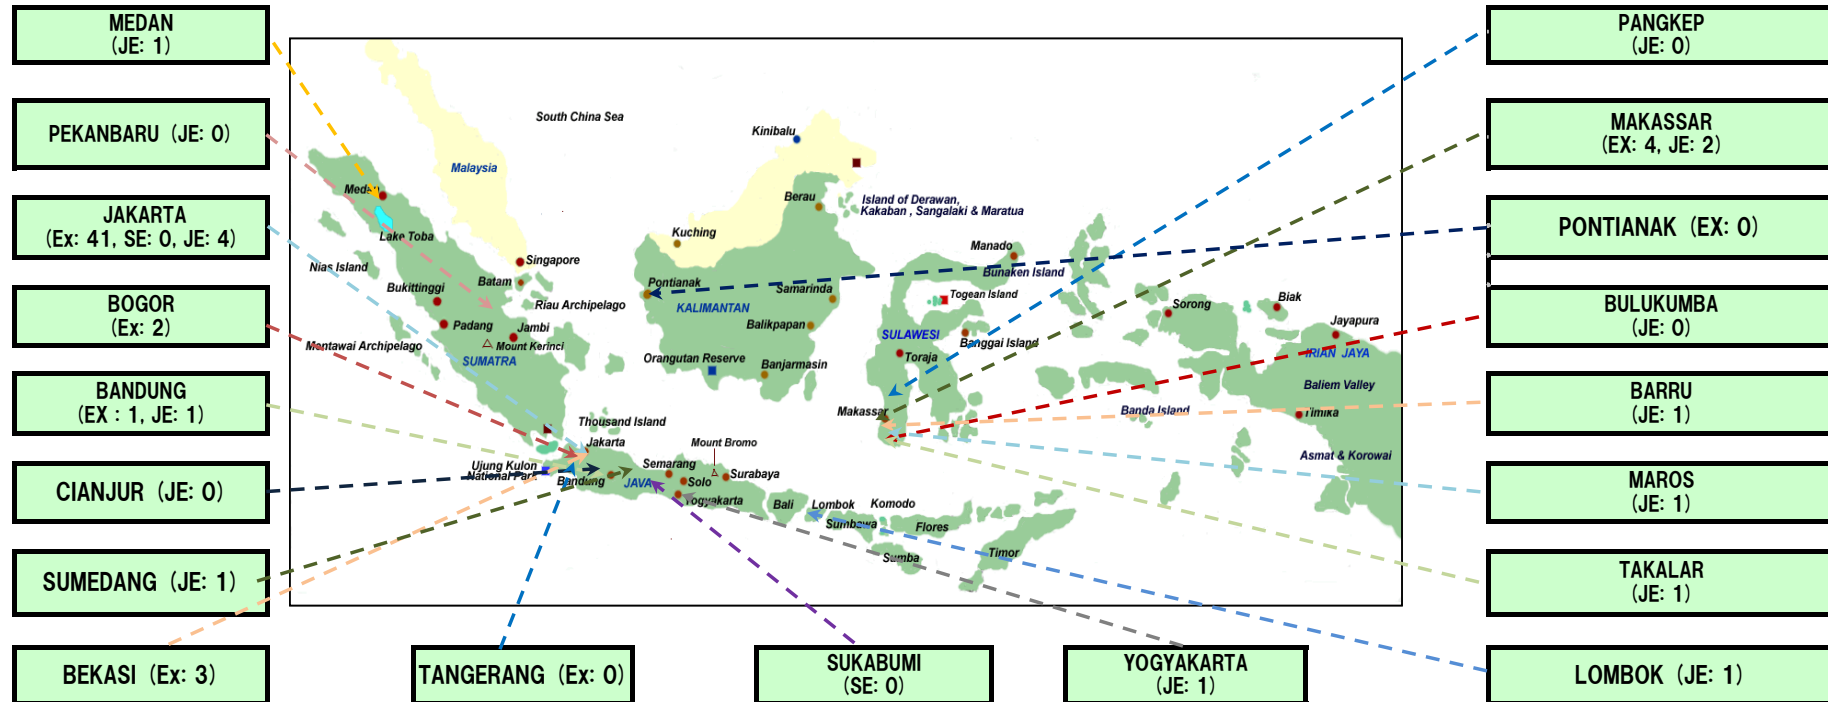 MEDAN
(JE: 1)
PEKANBARU (JE: 0)
JAKARTA
(Ex: 41, SE: 0, JE: 4)
BOGOR
(Ex: 2)
BANDUNG
(EX : 1, JE: 1)
CIANJUR (JE: 0)
SUMEDANG (JE: 1)
BEKASI (Ex: 3)
TANGERANG (Ex: 0)
SUKABUMI
(SE: 0)
YOGYAKARTA
(JE: 1)
PANGKEP
(JE: 0)
MAKASSAR
(EX: 4, JE: 2)
PONTIANAK (EX: 0)
BULUKUMBA
(JE: 0)
BARRU
(JE: 1)
MAROS
(JE: 1)
TAKALAR
(JE: 1)
LOMBOK (JE: 1)
South China Sea
Kinibalu
Malaysia
Medan
Berau
Island of Derawan,
Kakaban , Sangalaki & Maratua
Lake Toba
Kuching
Manado
Nias Island
Singapore
Bunaken Island
Batam
Bukittinggi
Pontianak
Samarinda
Togean Island
Riau Archipelago
KALIMANTAN
Sorong
Biak
Padang
Jambi
Balikpapan
SULAWESI
Banggai Island
Jayapura
Mentawai Archipelago
Mount Kerinci
SUMATRA
Orangutan Reserve
Banjarmasin
Toraja
IRIAN JAYA
Baliem Valley
Makassar
Banda Island
Timika
Thousand Island
Jakarta
Mount Bromo
Asmat & Korowai
Ujung Kulon
National Park
Semarang
Surabaya
Bandung
JAVA
Solo
Yogyakarta
Bali
Lombok
Komodo
Sumbawa
Flores
Sumba
Timor